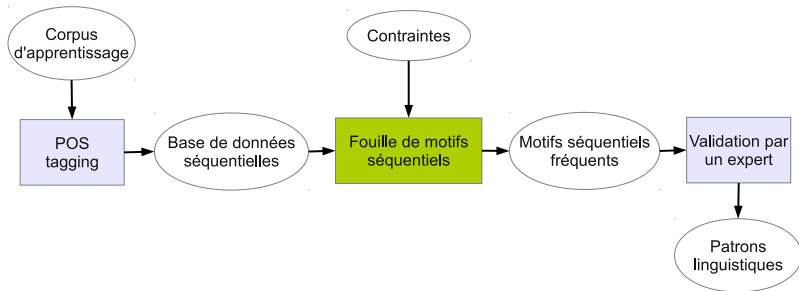 Corpus
d'apprentissage
Contraintes
POS
tagging
Base de données
séquentielles
Fouille de motifs
séquentiels
Motifs séquentiels
fréquents
Validation par
un expert
Patrons
linguistiques